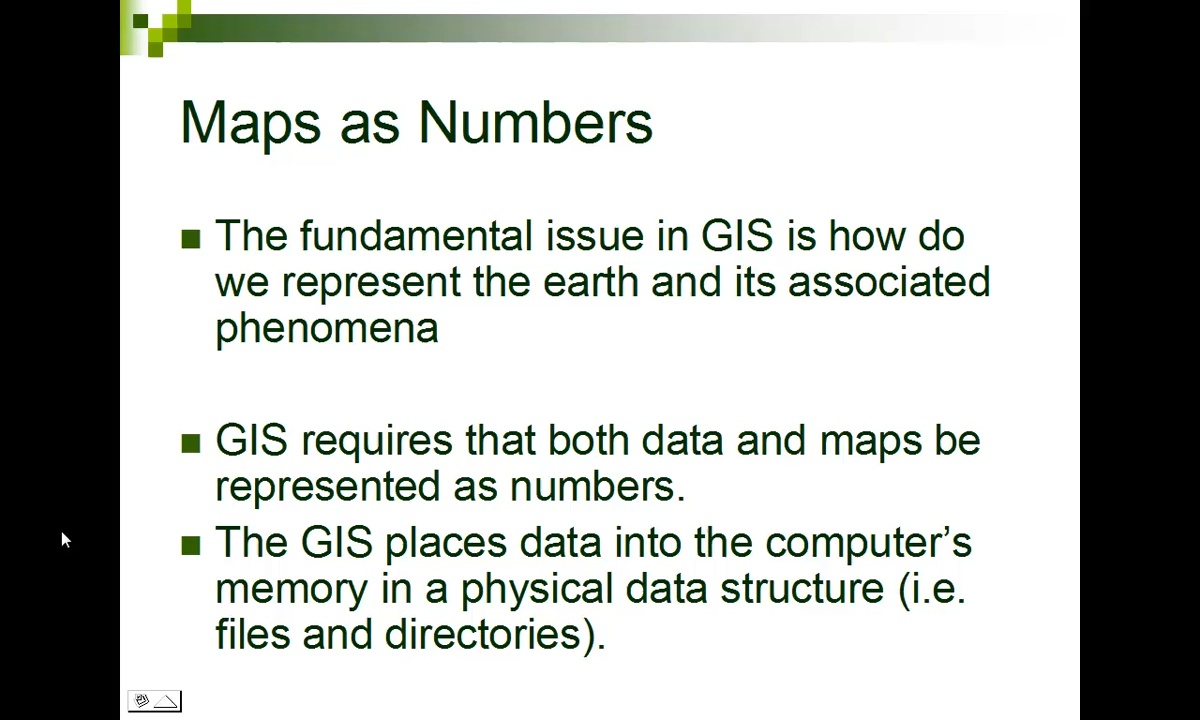 Maps as Numbers
The fundamental issue in GIS is how do
we represent the earth and its associated
phenomena
GIS requires that both data and maps be
represented as numbers.
The GIS places data into the computer’s
memory in a physical data structure (i.e.
files and directories).